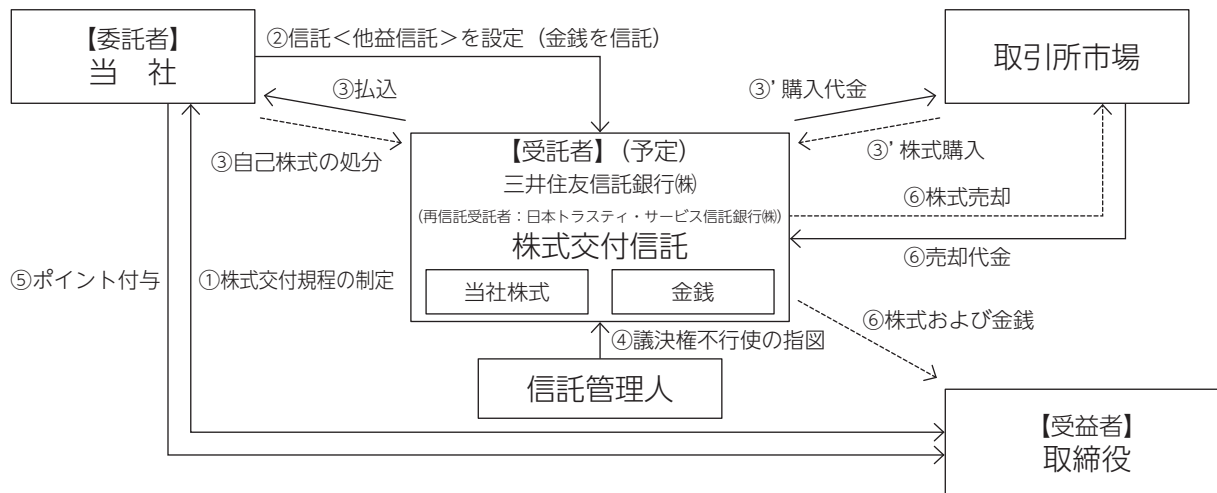 【委託者】
当 社
②信託<他益信託>を設定（金銭を信託）
取引所市場
③払込
③’購入代金
③自己株式の処分
③’株式購入
【受託者】（予定）
三井住友信託銀行㈱
(再信託受託者：日本トラスティ・サービス信託銀行㈱)
株式交付信託
当社株式
金銭
⑥株式売却
⑥売却代金
⑤ポイント付与
①株式交付規程の制定
⑥株式および金銭
④議決権不行使の指図
信託管理人
【受益者】
取締役